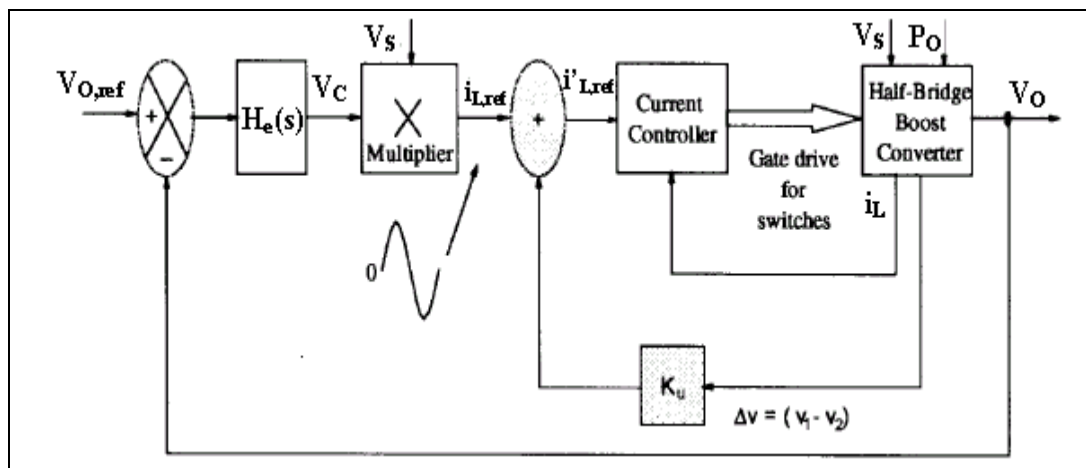 V_O,ref
+
−
H_e(s)
V_C
V_S
X
Multiplier
i_L,ref
0
+
i'_L,ref
Current
Controller
Gate drive
for
switches
V_S
P_O
Half-Bridge
Boost
Converter
V_O
i_L
K_u
Δv = (v_1 - v_2)